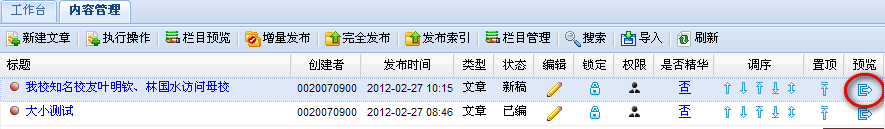 工作台 内容管理
新建文章 执行操作 栏目预览 增量发布 完全发布 发布索引 栏目管理 搜索 导入 刷新
标题 创建者 发布时间 类型 状态 编辑 锁定 权限 是否精华 调序 置顶 预览
我校知名校友叶明钦、林国水访问母校 0020070900 2012-02-27 10:15 文章 新稿 否
大小测试 0020070900 2012-02-27 08:46 文章 已编 否